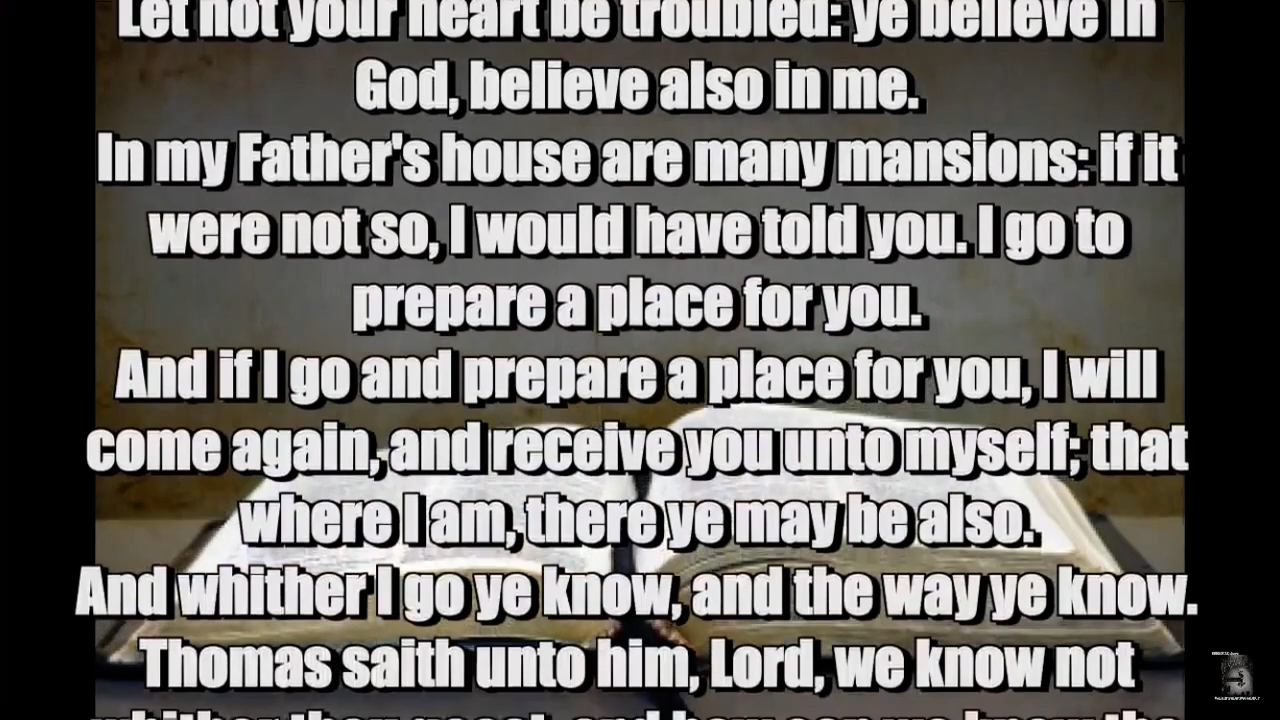 Let not your heart be troubled: ye believe in
God, believe also in me.
In my Father's house are many mansions: if it
were not so, I would have told you. I go to
prepare a place for you.
And if I go and prepare a place for you, I will
come again, and receive you unto myself; that
where I am, there ye may be also.
And whither I go ye know, and the way ye know.
Thomas saith unto him, Lord, we know not